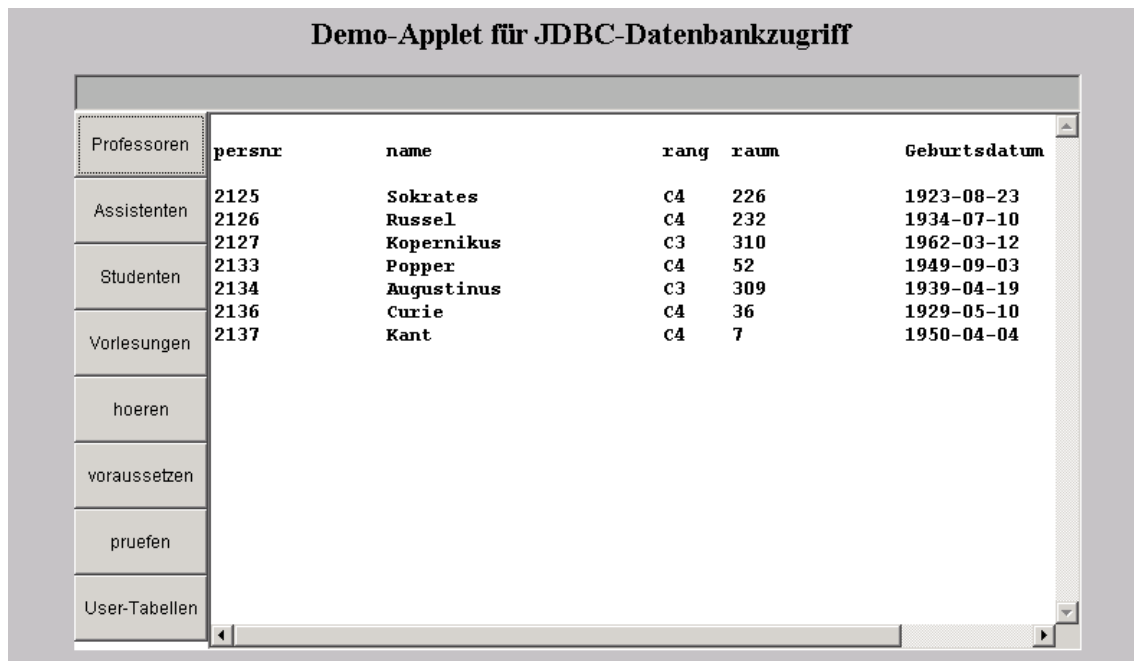 Demo-Applet für JDBC-Datenbankzugriff
Professoren
Assistenten
Studenten
Vorlesungen
hoeren
voraussetzen
pruefen
User-Tabellen
persnr name rang raum Geburtsdatum
2125 Sokrates C4 226 1923-08-23
2126 Russel C4 232 1934-07-10
2127 Kopernikus C3 310 1962-03-12
2133 Popper C4 52 1949-09-03
2134 Augustinus C3 309 1939-04-19
2136 Curie C4 36 1929-05-10
2137 Kant C4 7 1950-04-04